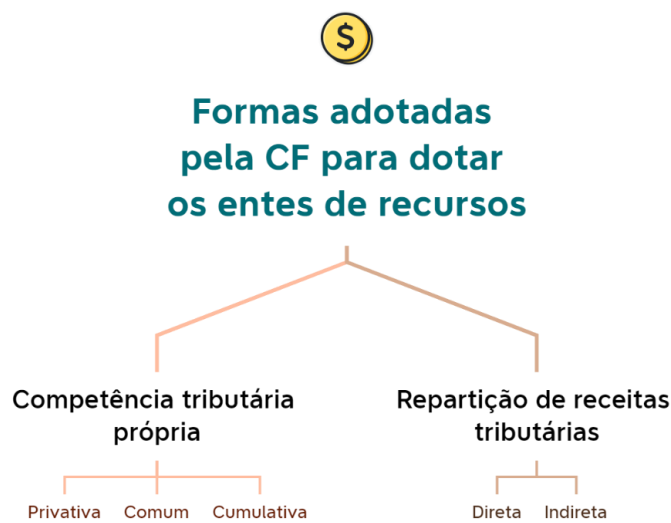 $
Formas adotadas
pela CF para dotar
os entes de recursos
Competência tributária
própria
Repartição de receitas
tributárias
Privativa Comum Cumulativa
Direta Indireta